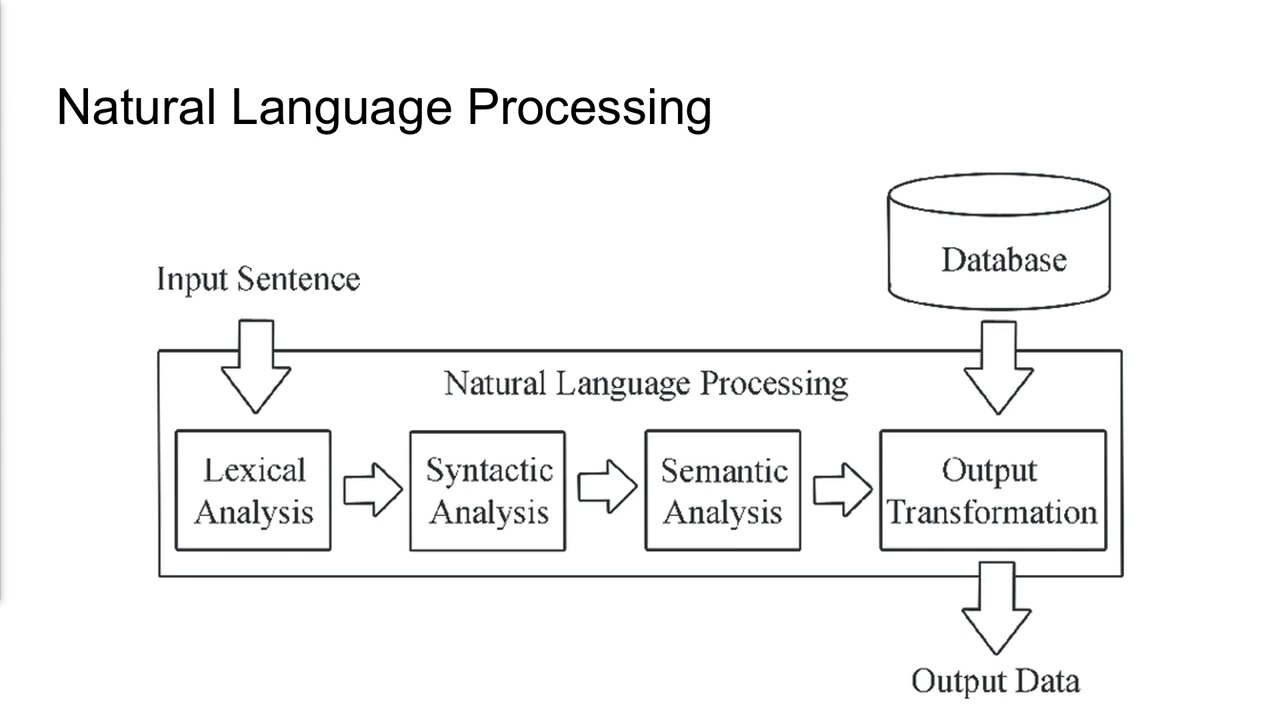 Natural Language Processing
Database
Input Sentence
Natural Language Processing
Lexical
Analysis
Syntactic
Analysis
Semantic
Analysis
Output
Transformation
Output Data